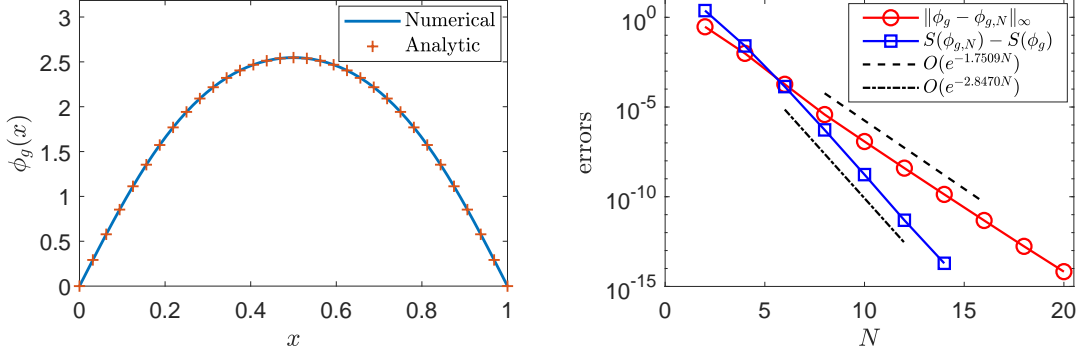 3
2.5
2
1.5
1
0.5
0
0
0.2
0.4
0.6
0.8
1
x
ϕ_g(x)
Numerical
Analytic
10^0
10^{-5}
10^{-10}
10^{-15}
0
5
10
15
20
N
errors
‖ϕ_g − ϕ_{g,N}‖_∞
S(ϕ_{g,N}) − S(ϕ_g)
O(e^{−1.7509N})
O(e^{−2.8470N})